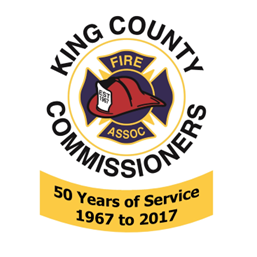 KING COUNTY
FIRE
EST
1967
ASSOC
COMMISSIONERS
50 Years of Service
1967 to 2017